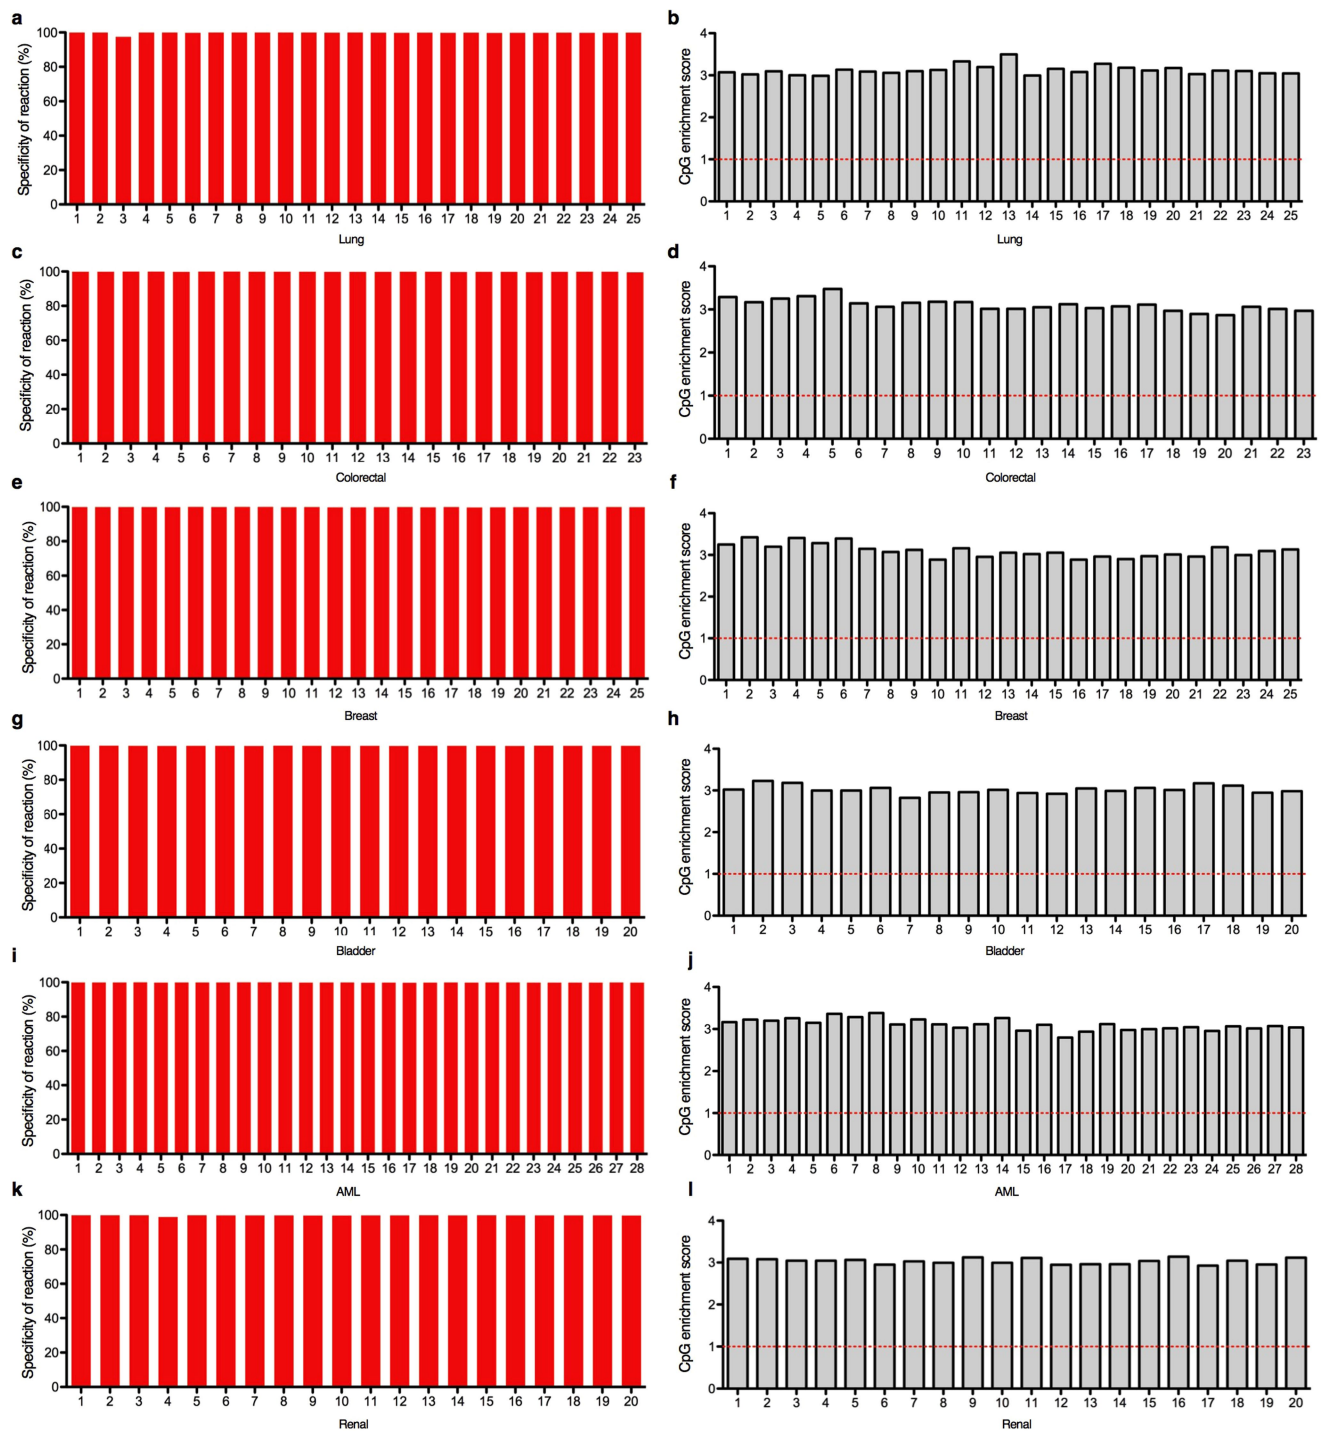 a
Specificity of reaction (%)
100
80
60
40
20
0
1 2 3 4 5 6 7 8 9 10 11 12 13 14 15 16 17 18 19 20 21 22 23 24 25
Lung
b
CpG enrichment score
4
3
2
1
0
1 2 3 4 5 6 7 8 9 10 11 12 13 14 15 16 17 18 19 20 21 22 23 24 25
Lung
c
Specificity of reaction (%)
100
80
60
40
20
0
1 2 3 4 5 6 7 8 9 10 11 12 13 14 15 16 17 18 19 20 21 22 23
Colorectal
d
CpG enrichment score
4
3
2
1
0
1 2 3 4 5 6 7 8 9 10 11 12 13 14 15 16 17 18 19 20 21 22 23
Colorectal
e
Specificity of reaction (%)
100
80
60
40
20
0
1 2 3 4 5 6 7 8 9 10 11 12 13 14 15 16 17 18 19 20 21 22 23 24 25
Breast
f
CpG enrichment score
4
3
2
1
0
1 2 3 4 5 6 7 8 9 10 11 12 13 14 15 16 17 18 19 20 21 22 23 24 25
Breast
g
Specificity of reaction (%)
100
80
60
40
20
0
1 2 3 4 5 6 7 8 9 10 11 12 13 14 15 16 17 18 19 20
Bladder
h
CpG enrichment score
4
3
2
1
0
1 2 3 4 5 6 7 8 9 10 11 12 13 14 15 16 17 18 19 20
Bladder
i
Specificity of reaction (%)
100
80
60
40
20
0
1 2 3 4 5 6 7 8 9 10 11 12 13 14 15 16 17 18 19 20 21 22 23 24 25 26 27 28
AML
j
CpG enrichment score
4
3
2
1
0
1 2 3 4 5 6 7 8 9 10 11 12 13 14 15 16 17 18 19 20 21 22 23 24 25 26 27 28
AML
k
Specificity of reaction (%)
100
80
60
40
20
0
1 2 3 4 5 6 7 8 9 10 11 12 13 14 15 16 17 18 19 20
Renal
l
CpG enrichment score
4
3
2
1
0
1 2 3 4 5 6 7 8 9 10 11 12 13 14 15 16 17 18 19 20
Renal